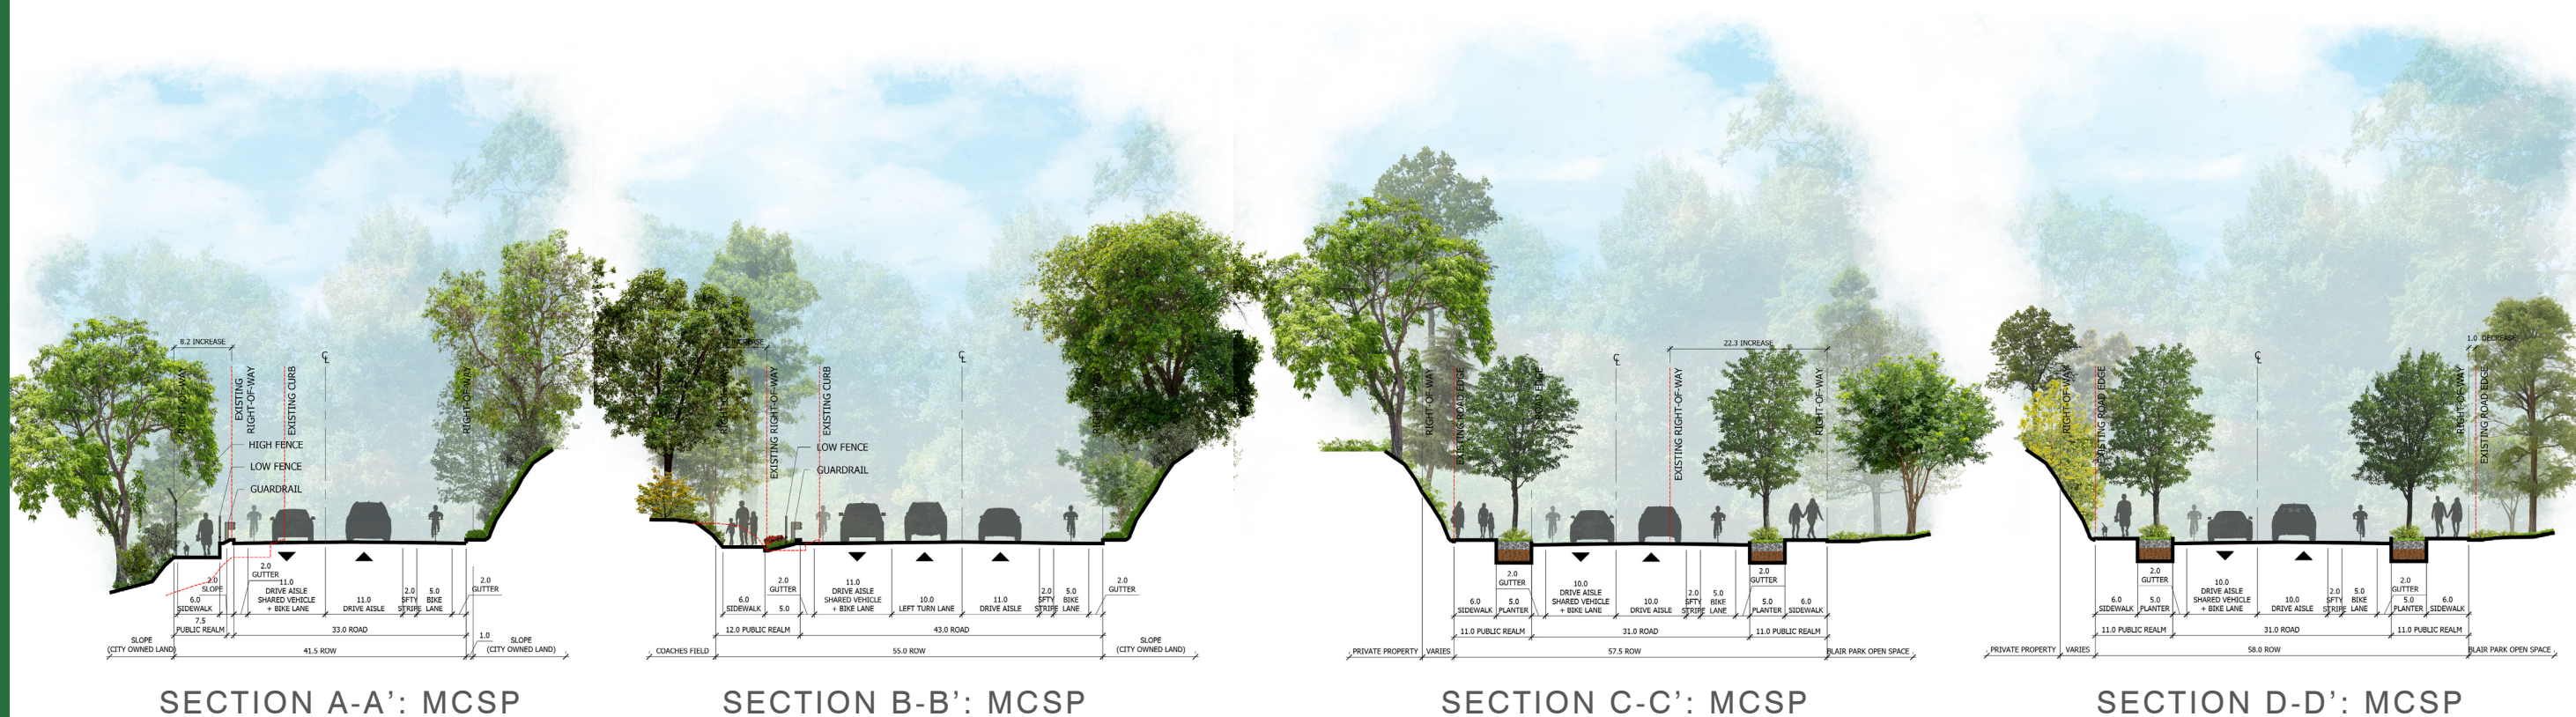 8.2 INCREASE
℄
RIGHT-OF-WAY
EXISTING
RIGHT-OF-WAY
EXISTING CURB
RIGHT-OF-WAY
HIGH FENCE
LOW FENCE
GUARDRAIL
2.0
SLOPE
2.0
GUTTER
6.0
SIDEWALK
11.0
DRIVE AISLE
SHARED VEHICLE
+ BIKE LANE
11.0
DRIVE AISLE
2.0
SFTY
STRIPE
5.0
BIKE
LANE
2.0
GUTTER
7.5
PUBLIC REALM
33.0 ROAD
1.0
SLOPE
(CITY OWNED LAND)
41.5 ROW
SLOPE
(CITY OWNED LAND)
SECTION A-A’: MCSP
INCREASE
℄
EXISTING RIGHT-OF-WAY
EXISTING CURB
RIGHT-OF-WAY
LOW FENCE
GUARDRAIL
6.0
SIDEWALK
2.0
GUTTER
5.0
11.0
DRIVE AISLE
SHARED VEHICLE
+ BIKE LANE
10.0
LEFT TURN LANE
11.0
DRIVE AISLE
2.0
SFTY
STRIPE
5.0
BIKE
LANE
2.0
GUTTER
12.0 PUBLIC REALM
43.0 ROAD
COACHES FIELD
55.0 ROW
SLOPE
(CITY OWNED LAND)
SECTION B-B’: MCSP
22.3 INCREASE
℄
RIGHT-OF-WAY
EXISTING ROAD EDGE
ROAD EDGE
EXISTING RIGHT-OF-WAY
RIGHT-OF-WAY
6.0
SIDEWALK
2.0
GUTTER
5.0
PLANTER
10.0
DRIVE AISLE
SHARED VEHICLE
+ BIKE LANE
10.0
DRIVE AISLE
2.0
SFTY
STRIPE
5.0
BIKE
LANE
2.0
GUTTER
5.0
PLANTER
6.0
SIDEWALK
11.0 PUBLIC REALM
31.0 ROAD
11.0 PUBLIC REALM
PRIVATE PROPERTY
VARIES
57.5 ROW
BLAIR PARK OPEN SPACE
SECTION C-C’: MCSP
1.0 DECREASE
℄
RIGHT-OF-WAY
EXISTING ROAD EDGE
RIGHT-OF-WAY
EXISTING ROAD EDGE
6.0
SIDEWALK
2.0
GUTTER
5.0
PLANTER
10.0
DRIVE AISLE
SHARED VEHICLE
+ BIKE LANE
10.0
DRIVE AISLE
2.0
SFTY
STRIPE
5.0
BIKE
LANE
2.0
GUTTER
5.0
PLANTER
6.0
SIDEWALK
11.0 PUBLIC REALM
31.0 ROAD
11.0 PUBLIC REALM
PRIVATE PROPERTY
VARIES
58.0 ROW
BLAIR PARK OPEN SPACE
SECTION D-D’: MCSP